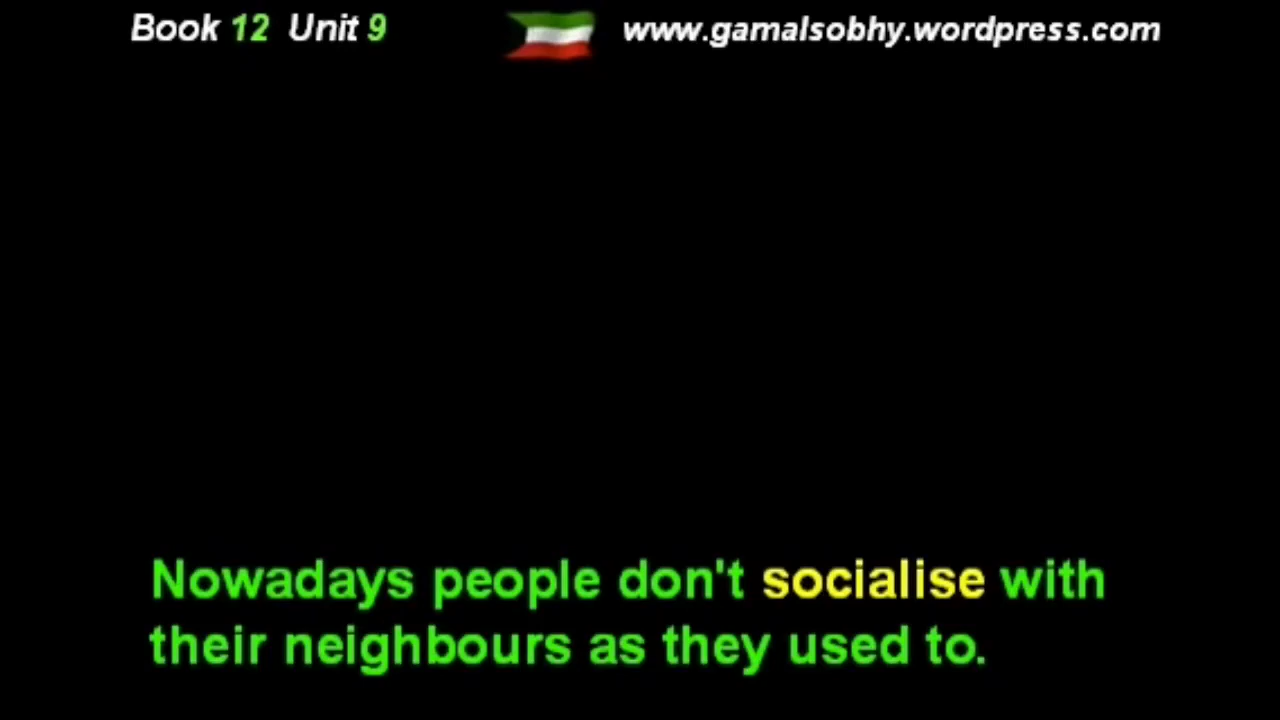 Book 12 Unit 9 www.gamalsobhy.wordpress.com
Nowadays people don't socialise with
their neighbours as they used to.